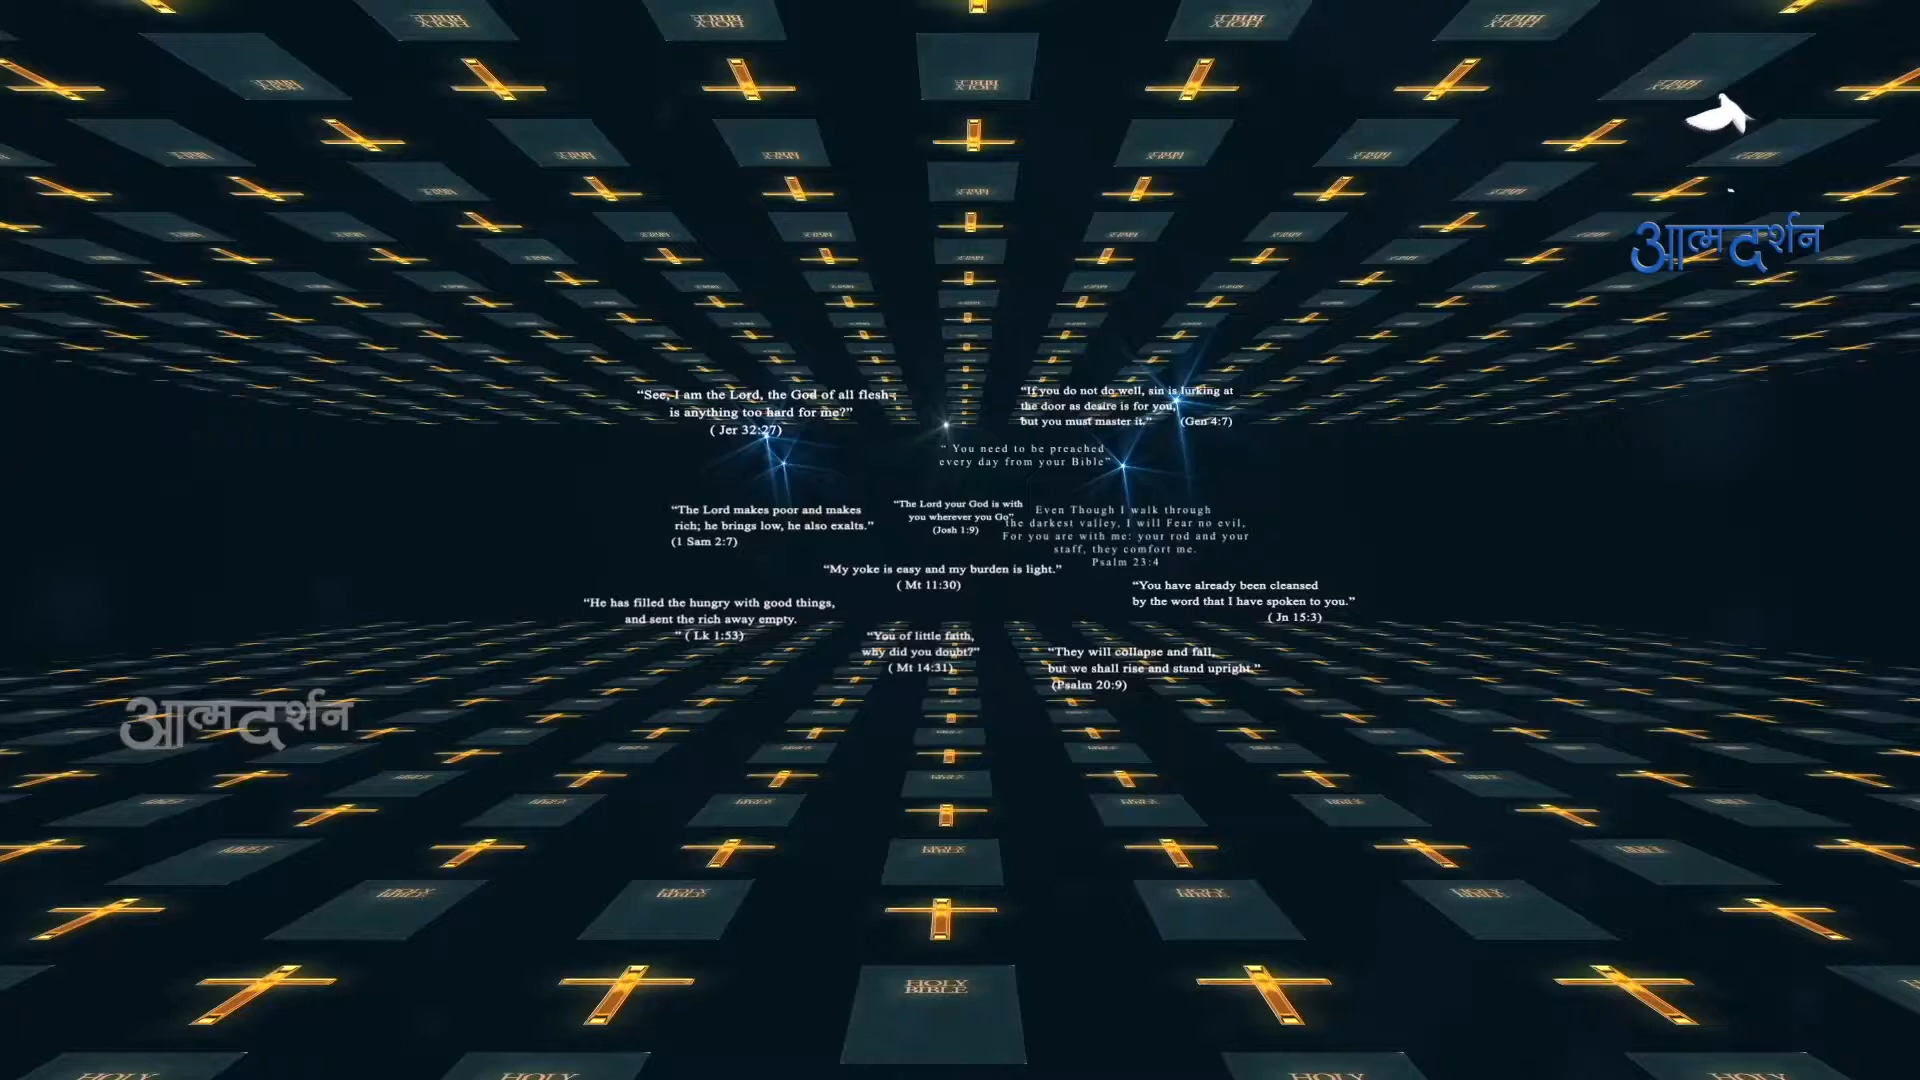 आत्मदर्शन
“See, I am the Lord, the God of all flesh;
is anything too hard for me?”
( Jer 32:27)
“If you do not do well, sin is lurking at
the door as desire is for you,
but you must master it.” (Gen 4:7)
“ You need to be preached
every day from your Bible”
“The Lord makes poor and makes
rich; he brings low, he also exalts.”
(1 Sam 2:7)
“The Lord your God is with
you wherever you Go”
(Josh 1:9)
Even Though I walk through
the darkest valley, I will Fear no evil,
For you are with me: your rod and your
staff, they comfort me.
Psalm 23:4
“My yoke is easy and my burden is light.”
( Mt 11:30)
“You have already been cleansed
by the word that I have spoken to you.”
( Jn 15:3)
“He has filled the hungry with good things,
and sent the rich away empty.
” ( Lk 1:53)
“You of little faith,
why did you doubt?”
( Mt 14:31)
“They will collapse and fall,
but we shall rise and stand upright.”
(Psalm 20:9)
आत्मदर्शन
HOLY
BIBLE
HOLY
BIBLE
HOLY
BIBLE
HOLY
BIBLE
HOLY
BIBLE